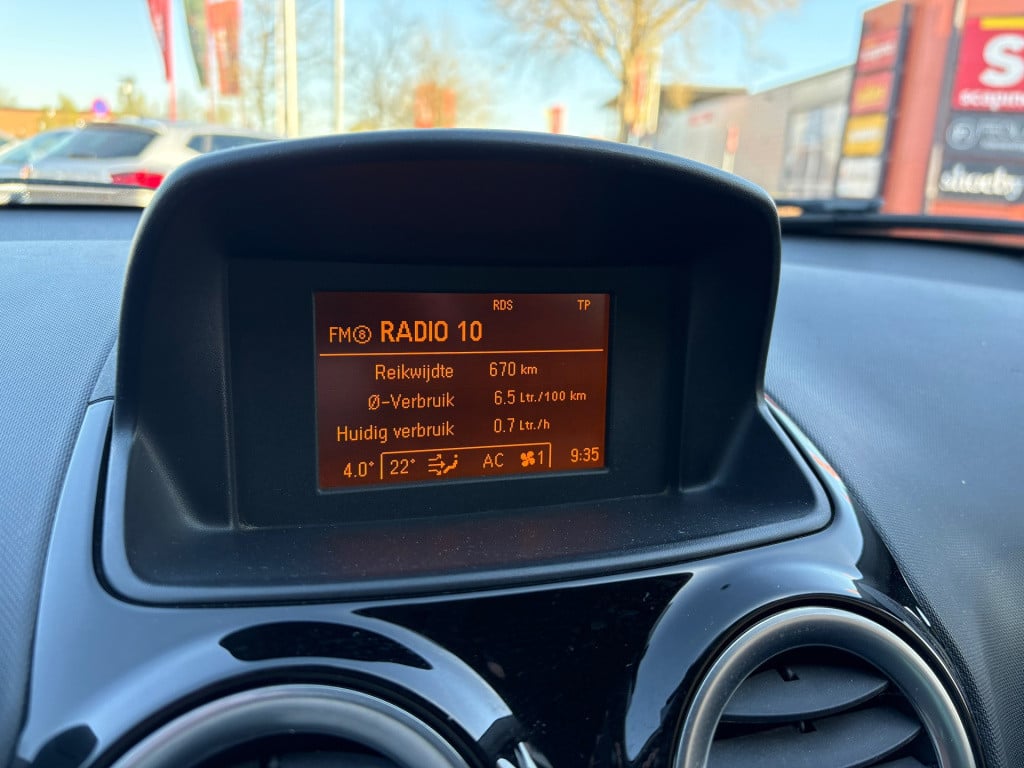 RDS TP
FM⑧ RADIO 10
Reikwijdte 670 km
Ø-Verbruik 6.5 Ltr./100 km
Huidig verbruik 0.7 Ltr./h
4.0° 22° AC 1 9:35
S